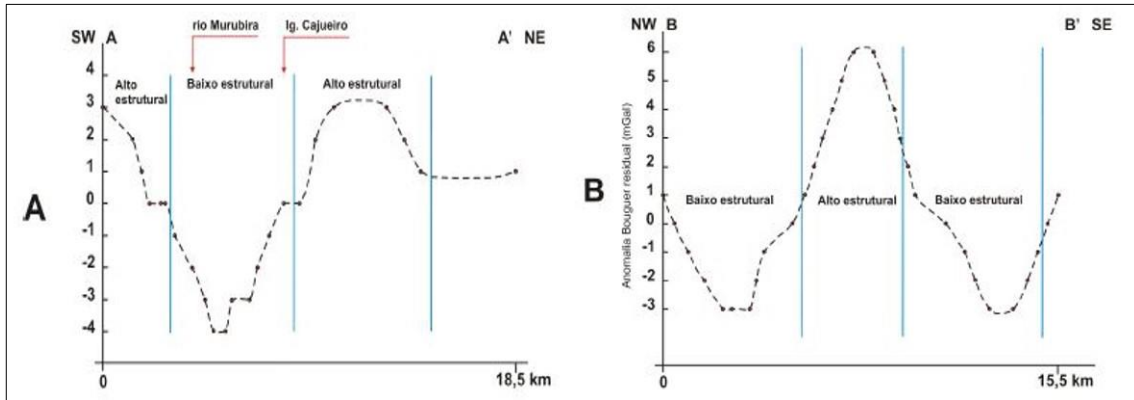 rio Murubira
Ig. Cajueiro
SW A
A' NE
4
3
2
1
0
-1
-2
-3
-4
Alto
estrutural
Baixo estrutural
Alto estrutural
A
0
18,5 km
NW B
B' SE
6
5
4
3
2
1
0
-1
-2
-3
Anomalia Bouguer residual (mGal)
Baixo estrutural
Alto estrutural
Baixo estrutural
B
0
15,5 km